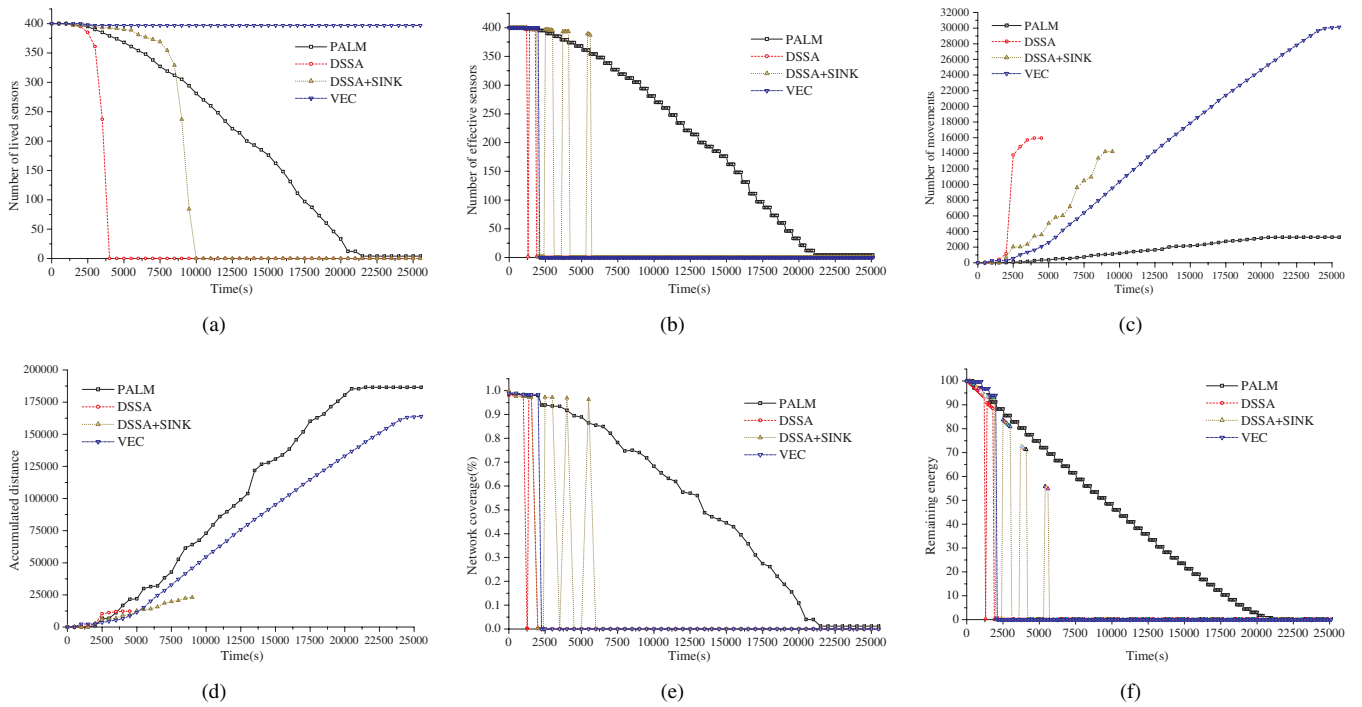 400
350
300
250
200
150
100
50
0
Number of lived sensors
PALM
DSSA
DSSA+SINK
VEC
0 2500 5000 7500 10000 12500 15000 17500 20000 22500 25000
Time(s)
(a)
400
350
300
250
200
150
100
50
0
Number of effective sensors
PALM
DSSA
DSSA+SINK
VEC
0 2500 5000 7500 10000 12500 15000 17500 20000 22500 25000
Time(s)
(b)
32000
30000
28000
26000
24000
22000
20000
18000
16000
14000
12000
10000
8000
6000
4000
2000
0
Number of movements
PALM
DSSA
DSSA+SINK
VEC
0 2500 5000 7500 10000 12500 15000 17500 20000 22500 25000
Time(s)
(c)
200000
175000
150000
125000
100000
75000
50000
25000
0
Accumulated distance
PALM
DSSA
DSSA+SINK
VEC
0 2500 5000 7500 10000 12500 15000 17500 20000 22500 25000
Time(s)
(d)
1.0
0.9
0.8
0.7
0.6
0.5
0.4
0.3
0.2
0.1
0.0
Network coverage(%)
PALM
DSSA
DSSA+SINK
VEC
0 2500 5000 7500 10000 12500 15000 17500 20000 22500 25000
Time(s)
(e)
100
90
80
70
60
50
40
30
20
10
0
Remaining energy
PALM
DSSA
DSSA+SINK
VEC
0 2500 5000 7500 10000 12500 15000 17500 20000 22500 25000
Time(s)
(f)